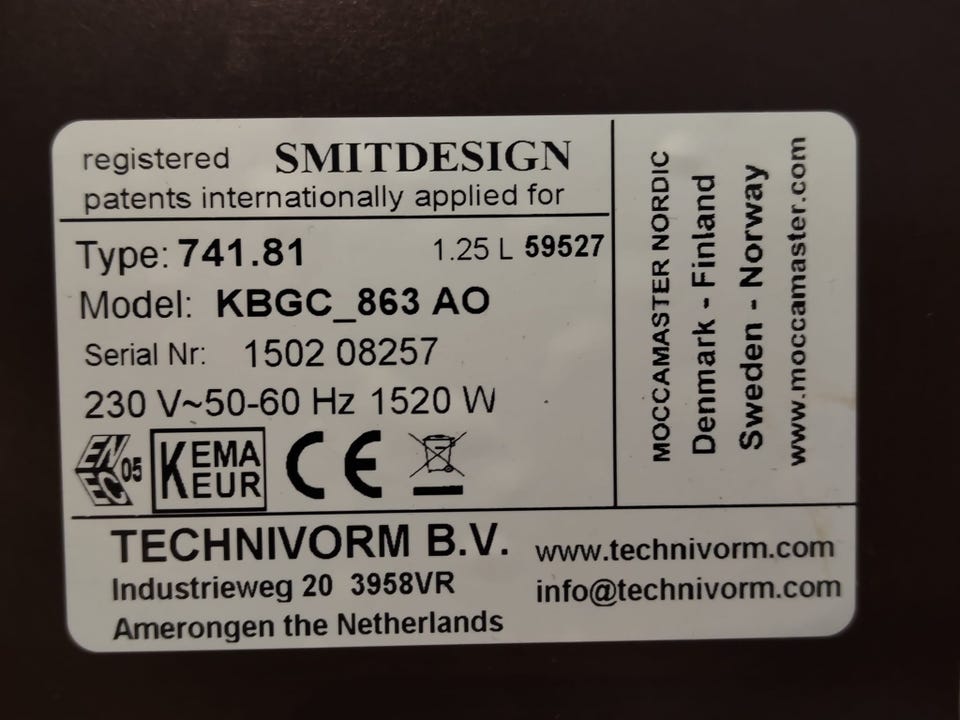 registered SMITDESIGN
patents internationally applied for
Type: 741.81 1.25 L 59527
Model: KBGC_863 AO
Serial Nr: 1502 08257
230 V~50-60 Hz 1520 W
ENEC 05 KEMA KEUR CE
MOCCAMASTER NORDIC
Denmark - Finland
Sweden - Norway
www.moccamaster.com
TECHNIVORM B.V. www.technivorm.com
Industrieweg 20 3958VR info@technivorm.com
Amerongen the Netherlands